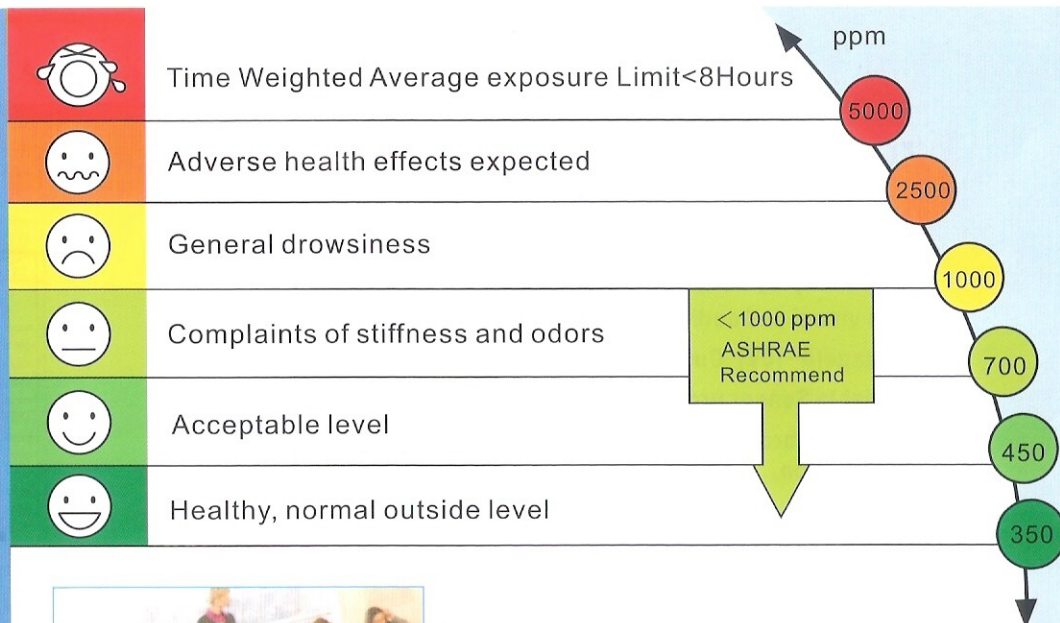 ppm
Time Weighted Average exposure Limit<8Hours
5000
Adverse health effects expected
2500
General drowsiness
1000
Complaints of stiffness and odors
<1000 ppm
ASHRAE
Recommend
700
Acceptable level
450
Healthy, normal outside level
350